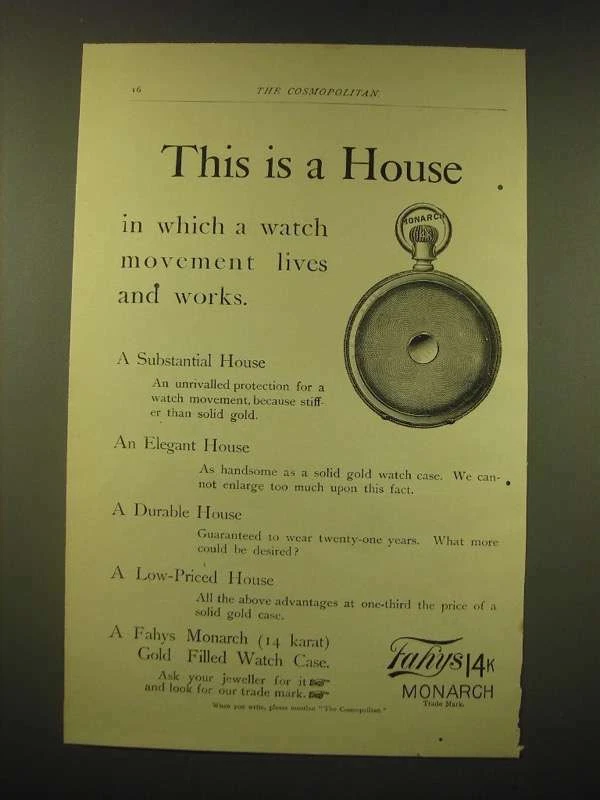 16
THE COSMOPOLITAN.
This is a House
in which a watch
movement lives
and works.
MONARCH
A Substantial House
An unrivalled protection for a
watch movement, because stiff-
er than solid gold.
An Elegant House
As handsome as a solid gold watch case. We can-
not enlarge too much upon this fact.
A Durable House
Guaranteed to wear twenty-one years. What more
could be desired?
A Low-Priced House
All the above advantages at one-third the price of a
solid gold case.
A Fahys Monarch (14 karat)
Gold Filled Watch Case.
Ask your jeweller for it
and look for our trade mark.
Fahys 14K
MONARCH
Trade Mark.
When you write, please mention "The Cosmopolitan."